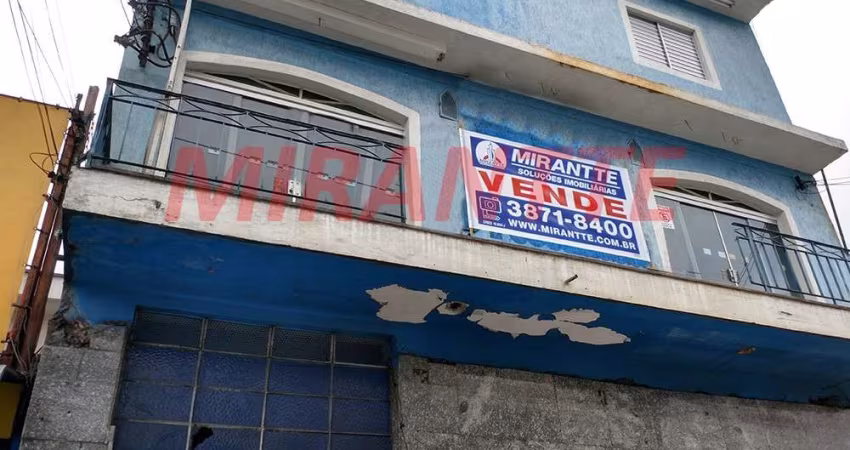 MIRANTTE
SOLUÇÕES IMOBILIÁRIAS
VENDE
3871-8400
WWW.MIRANTTE.COM.BR
MIRANTTE